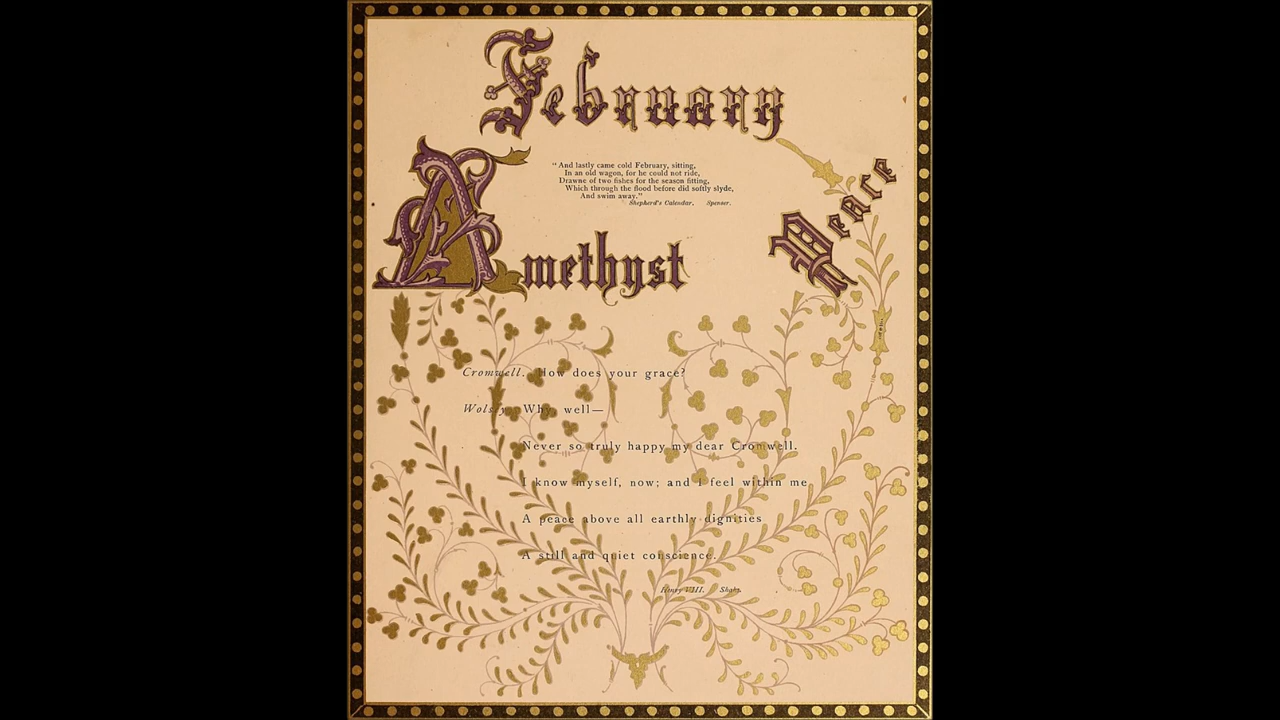 February
"And lastly came cold February, sitting,
In an old wagon, for he could not ride,
Drawne of two fishes for the season fitting,
Which through the flood before did softly slyde,
And swim away."
Shepherd's Calendar. Spenser.
Amethyst
Peace
Cromwell. How does your grace?
Wolsey. Why, well—
Never so truly happy my dear Cromwell.
I know myself, now; and I feel within me
A peace above all earthly dignities
A still and quiet conscience.
Henry VIII. Shaks.